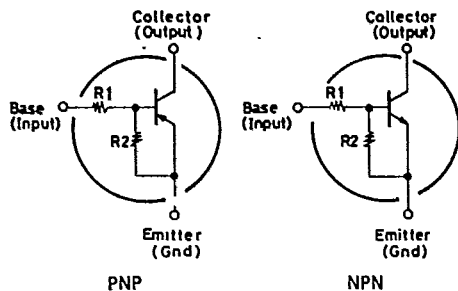 Collector
(Output)
R1
Base
(Input)
R2
Emitter
(Gnd)
PNP
Collector
(Output)
R1
Base
(Input)
R2
Emitter
(Gnd)
NPN